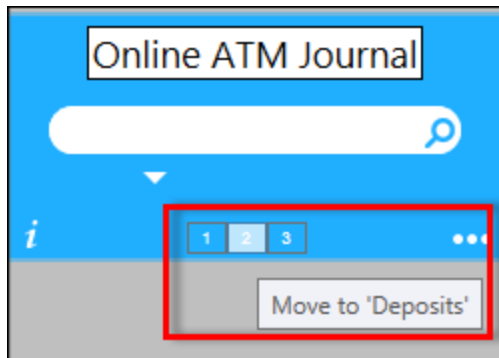 Online ATM Journal
i 1 2 3 •••
Move to 'Deposits'